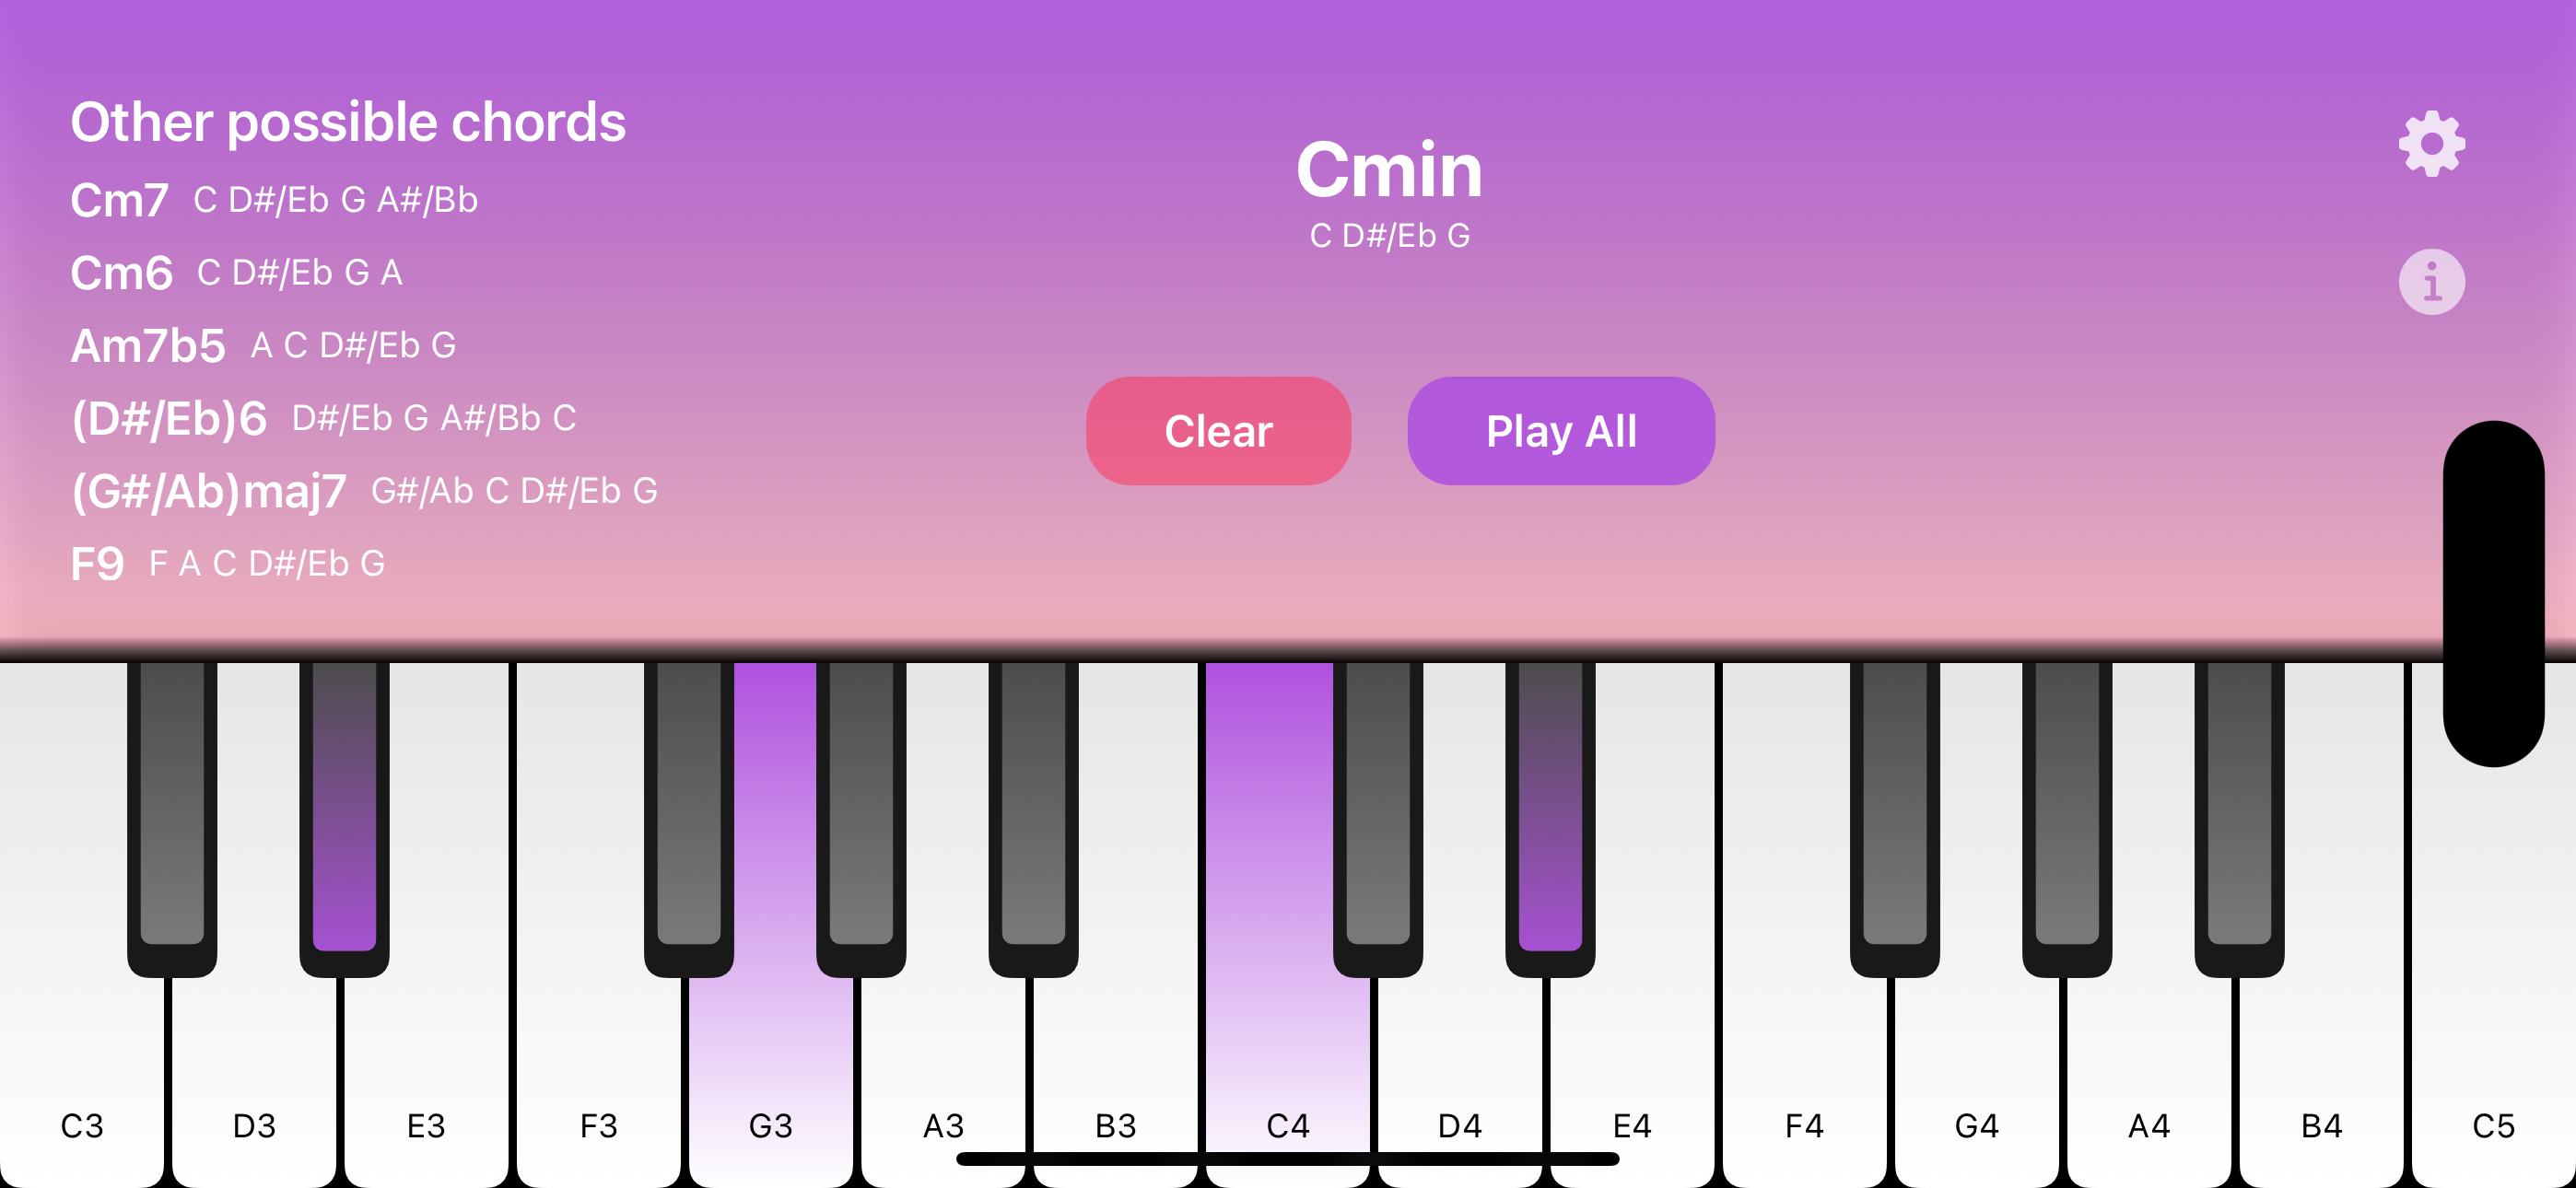 Other possible chords
Cm7 C D#/Eb G A#/Bb
Cm6 C D#/Eb G A
Am7b5 A C D#/Eb G
(D#/Eb)6 D#/Eb G A#/Bb C
(G#/Ab)maj7 G#/Ab C D#/Eb G
F9 F A C D#/Eb G
Cmin
C D#/Eb G
Clear Play All
C3 D3 E3 F3 G3 A3 B3 C4 D4 E4 F4 G4 A4 B4 C5